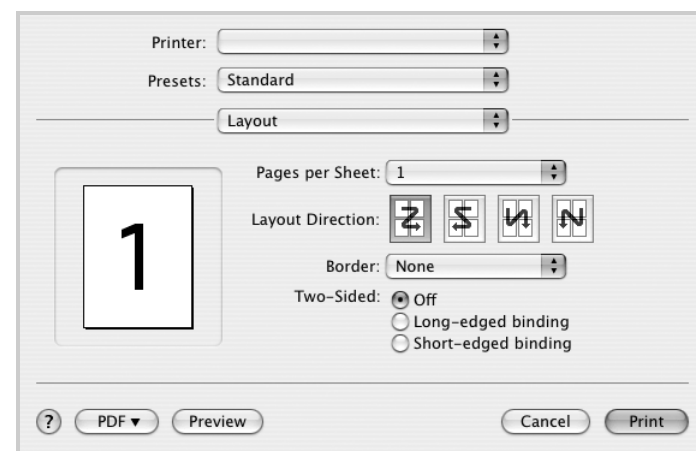 Printer:
Presets: Standard
Layout
Pages per Sheet: 1
1
Layout Direction:
Border: None
Two-Sided: Off
Long-edged binding
Short-edged binding
? PDF▼ Preview Cancel Print